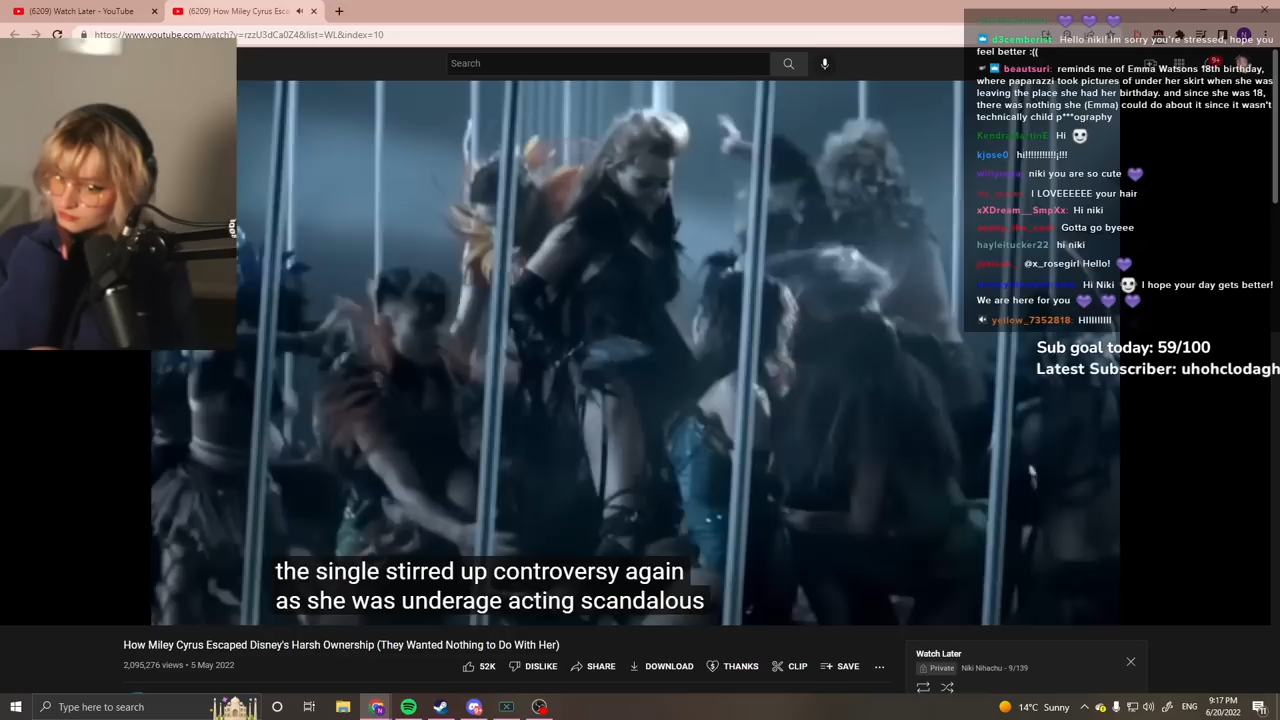 (6209) Watch Later - YouTube
(6209) How Miley Cyrus Esca
https://www.youtube.com/watch?v=rzzU3dCa0Z4&list=WL&index=10
Search
9+
d3cemberist Hello niki! Im sorry you're stressed, hope you
feel better :((
beautsuri: reminds me of Emma Watsons 18th birthday,
where paparazzi took pictures of under her skirt when she was
leaving the place she had her birthday. and since she was 18,
there was nothing she (Emma) could do about it since it wasn't
technically child p***ography
Hi
kjose0 hi!!!!!!!!!!!¡!!!
niki you are so cute
I LOVEEEEEE your hair
xXDream__SmpXx: Hi niki
Gotta go byeee
hayleitucker22 hi niki
@x_rosegirl Hello!
Hi Niki I hope your day gets better!
We are here for you
yellow_7352818: HIIIIIIIII
Sub goal today: 59/100
Latest Subscriber: uhohclodagh
the single stirred up controversy again
as she was underage acting scandalous
How Miley Cyrus Escaped Disney's Harsh Ownership (They Wanted Nothing to Do With Her)
2,095,276 views • 5 May 2022
52K DISLIKE SHARE DOWNLOAD THANKS CLIP SAVE
Watch Later
Private Niki Nihachu - 9/139
Type here to search
14°C Sunny
9:17 PM
6/20/2022